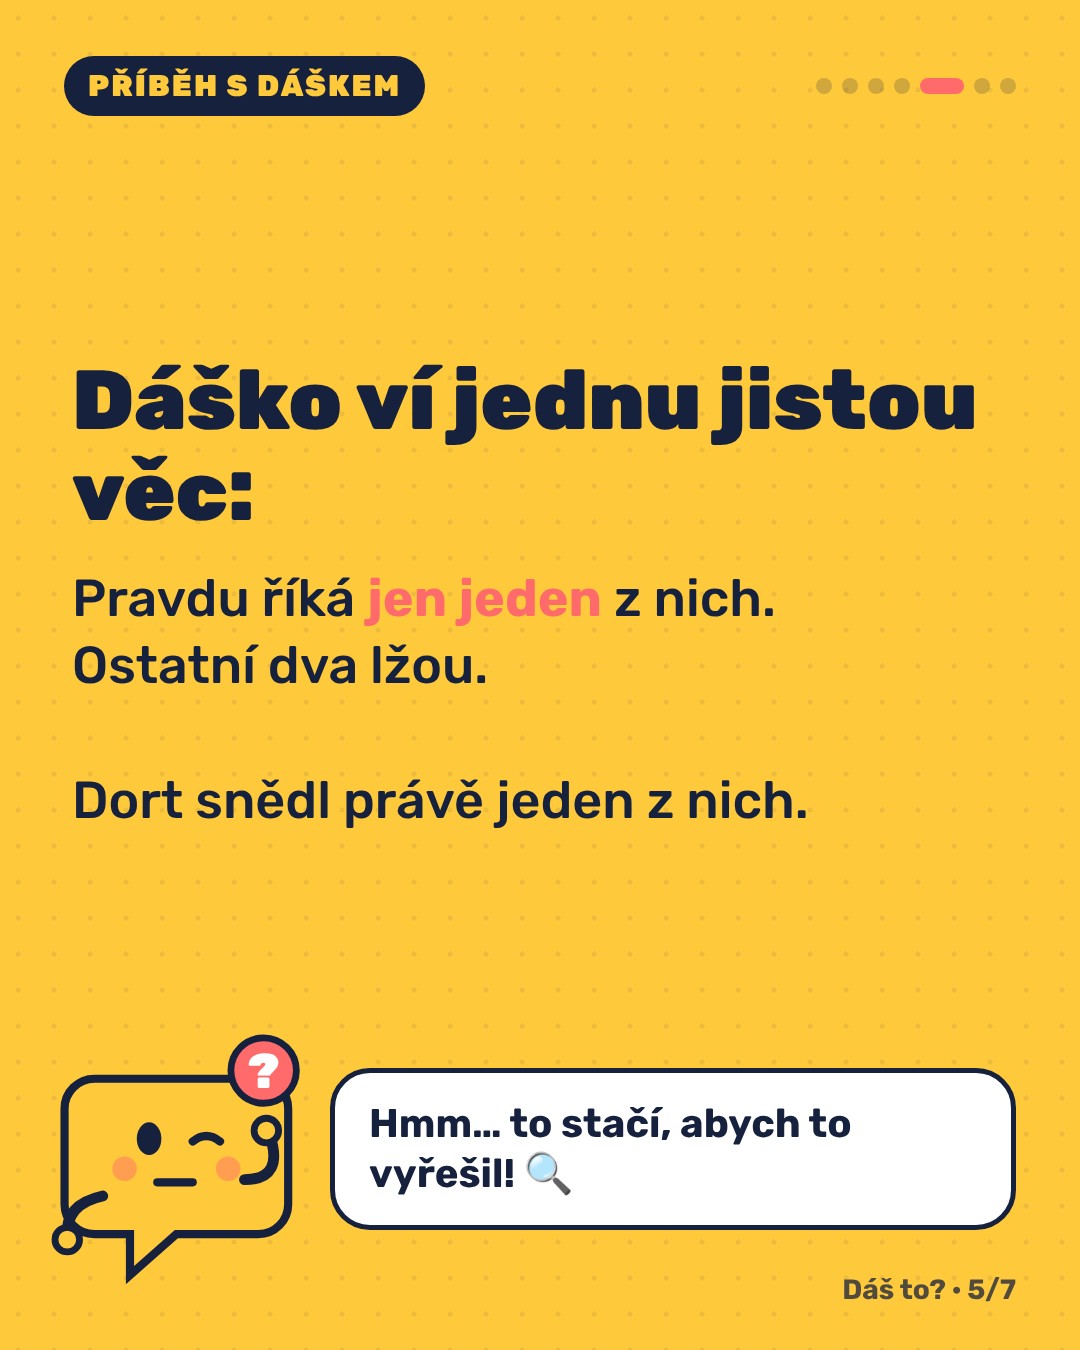 PŘÍBĚH S DÁŠKEM
Dáško ví jednu jistou
věc:
Pravdu říká jen jeden z nich.
Ostatní dva lžou.
Dort snědl právě jeden z nich.
?
Hmm... to stačí, abych to
vyřešil! 🔍
Dáš to? • 5/7